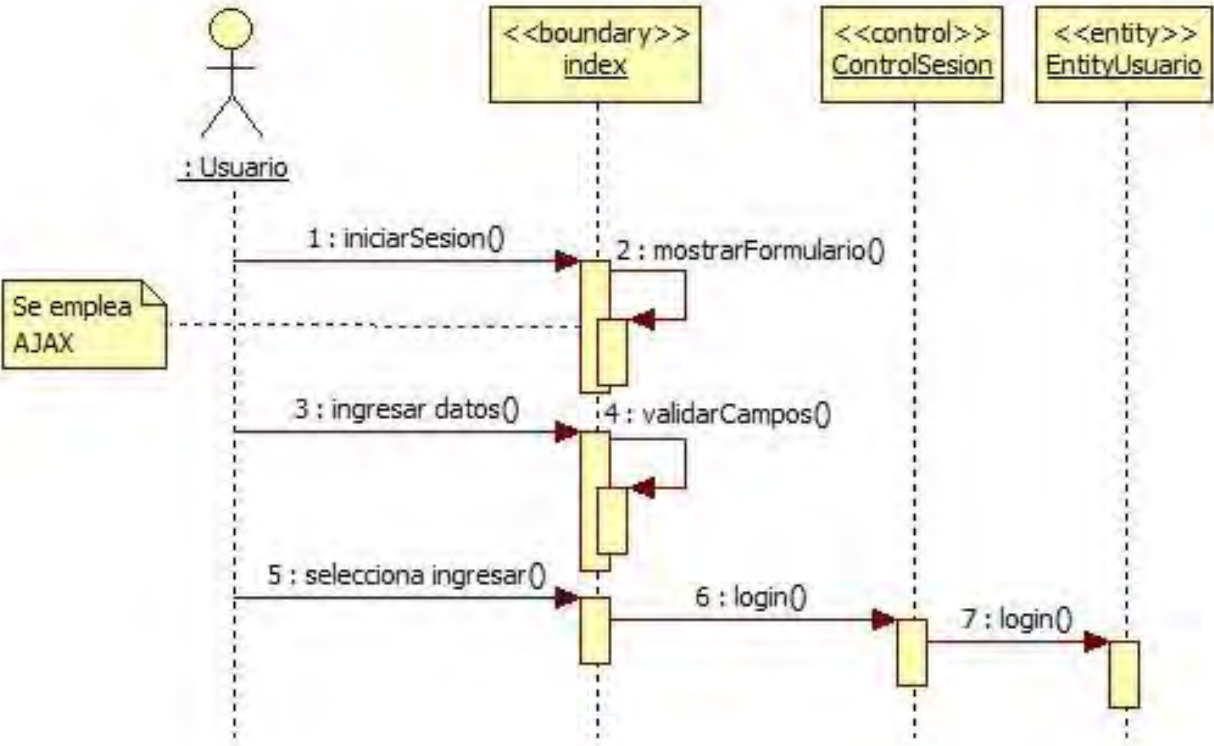 <<boundary>>
index
<<control>>
ControlSesion
<<entity>>
EntityUsuario
: Usuario
1 : iniciarSesion()
2 : mostrarFormulario()
Se emplea
AJAX
3 : ingresar datos()
4 : validarCampos()
5 : selecciona ingresar()
6 : login()
7 : login()